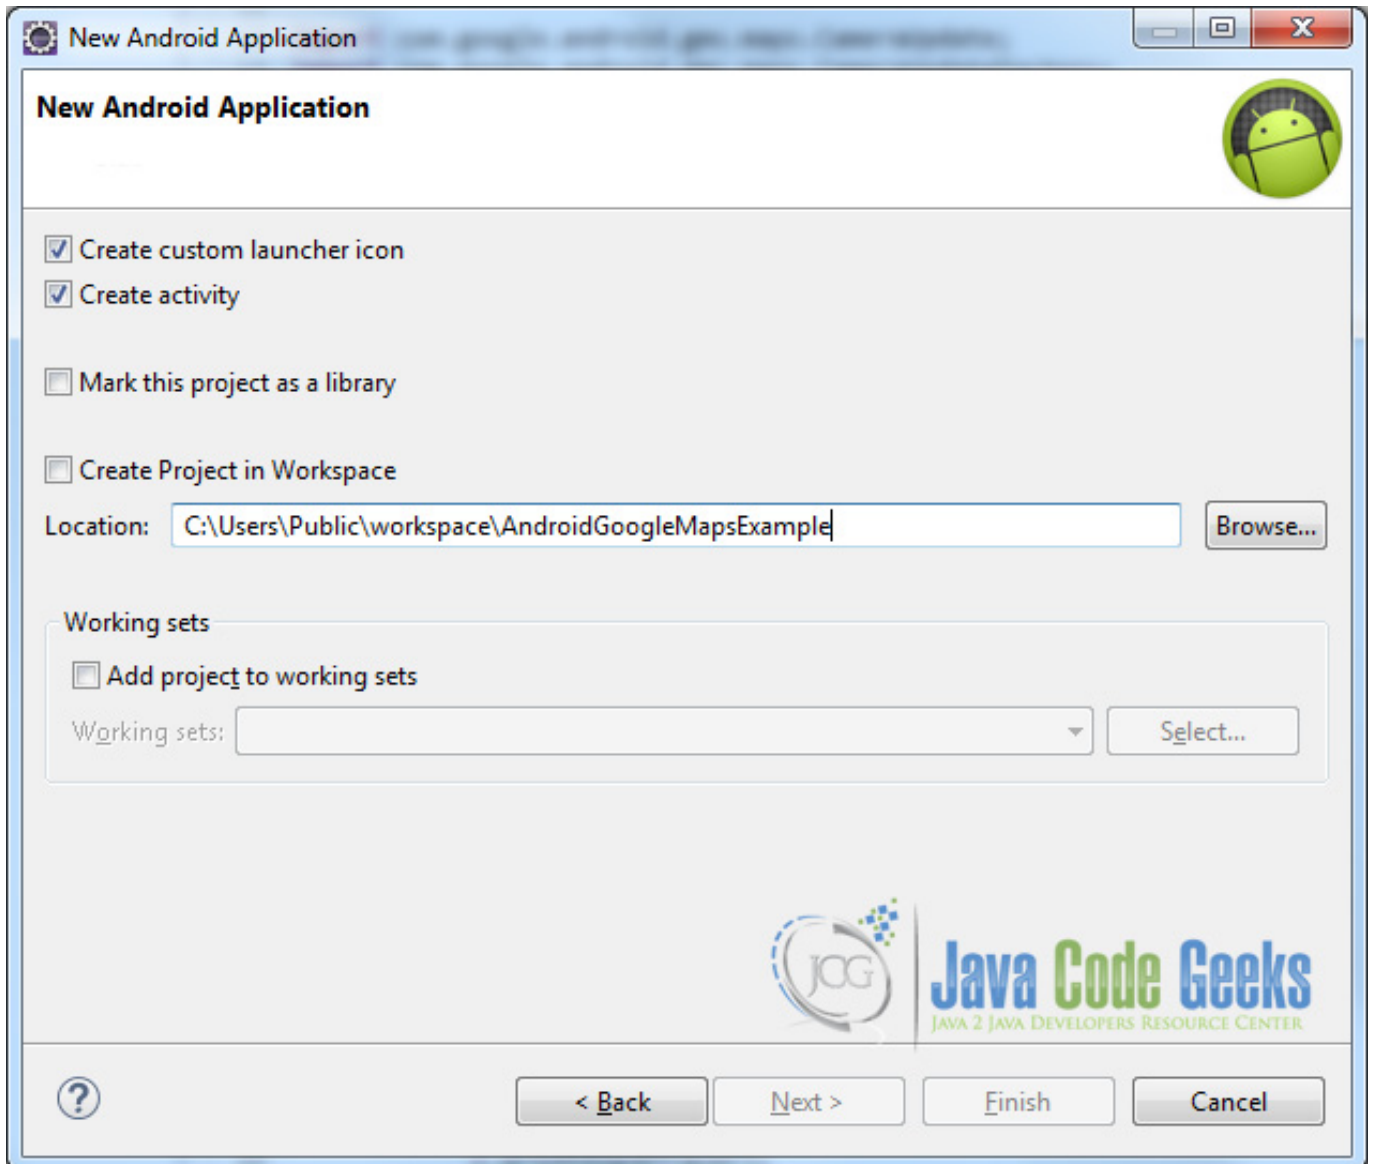 New Android Application
New Android Application
Create custom launcher icon
Create activity
Mark this project as a library
Create Project in Workspace
Location: C:\Users\Public\workspace\AndroidGoogleMapsExample Browse...
Working sets
Add project to working sets
Working sets: Select...
JCG
Java Code Geeks
JAVA 2 JAVA DEVELOPERS RESOURCE CENTER
? < Back Next > Finish Cancel